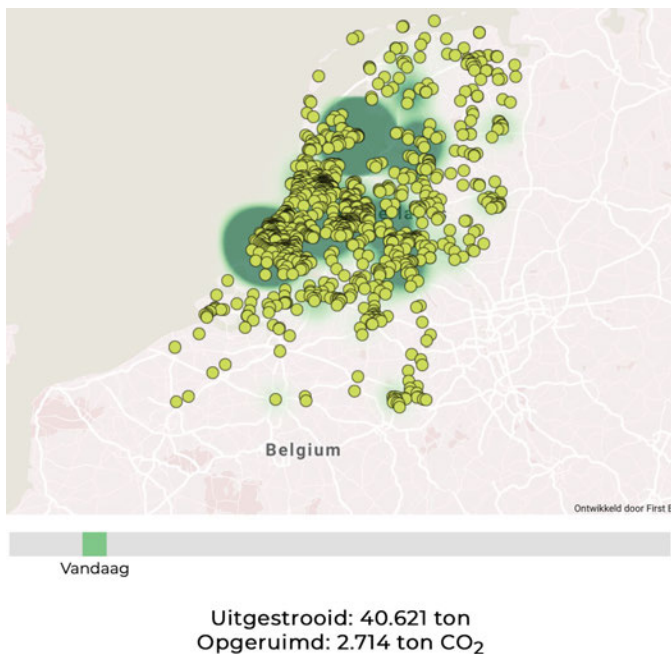 Belgium
Ontwikkeld door First
Vandaag
Uitgestrooid: 40.621 ton
Opgeruimd: 2.714 ton CO₂